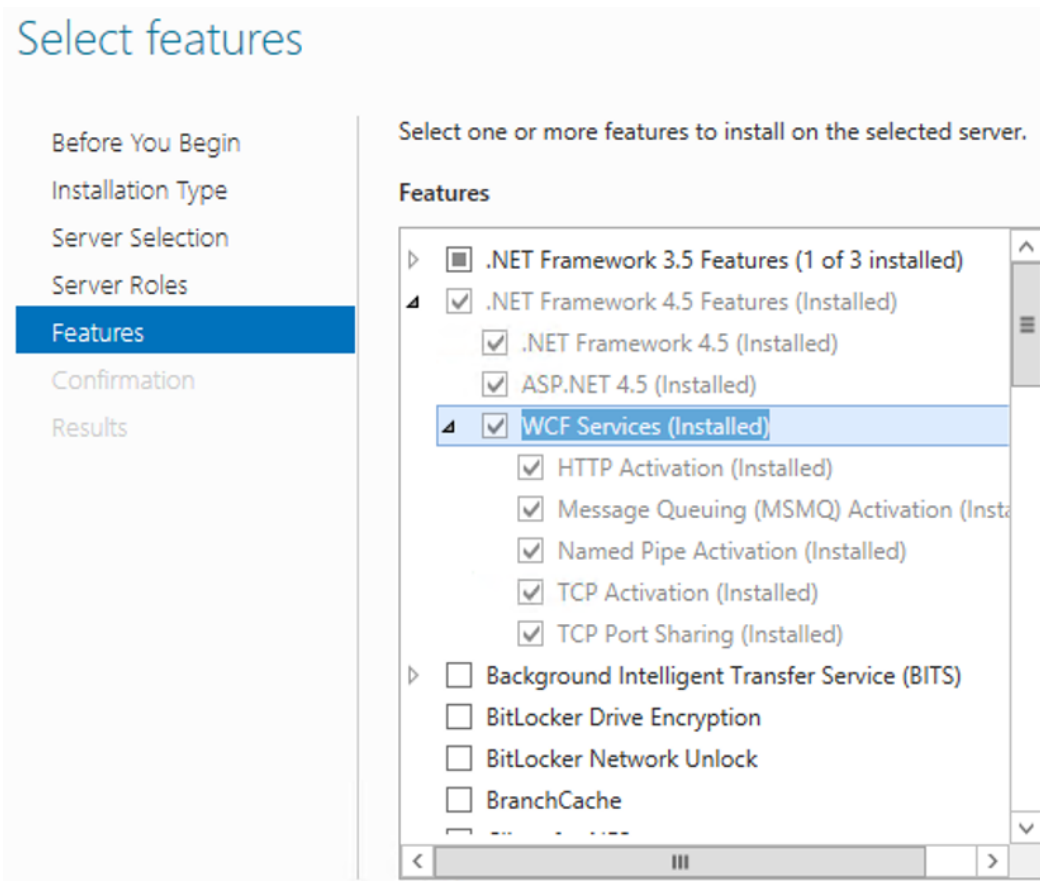 Select features
Before You Begin
Installation Type
Server Selection
Server Roles
Features
Confirmation
Results
Select one or more features to install on the selected server.
Features
.NET Framework 3.5 Features (1 of 3 installed)
.NET Framework 4.5 Features (Installed)
.NET Framework 4.5 (Installed)
ASP.NET 4.5 (Installed)
WCF Services (Installed)
HTTP Activation (Installed)
Message Queuing (MSMQ) Activation (Insta
Named Pipe Activation (Installed)
TCP Activation (Installed)
TCP Port Sharing (Installed)
Background Intelligent Transfer Service (BITS)
BitLocker Drive Encryption
BitLocker Network Unlock
BranchCache